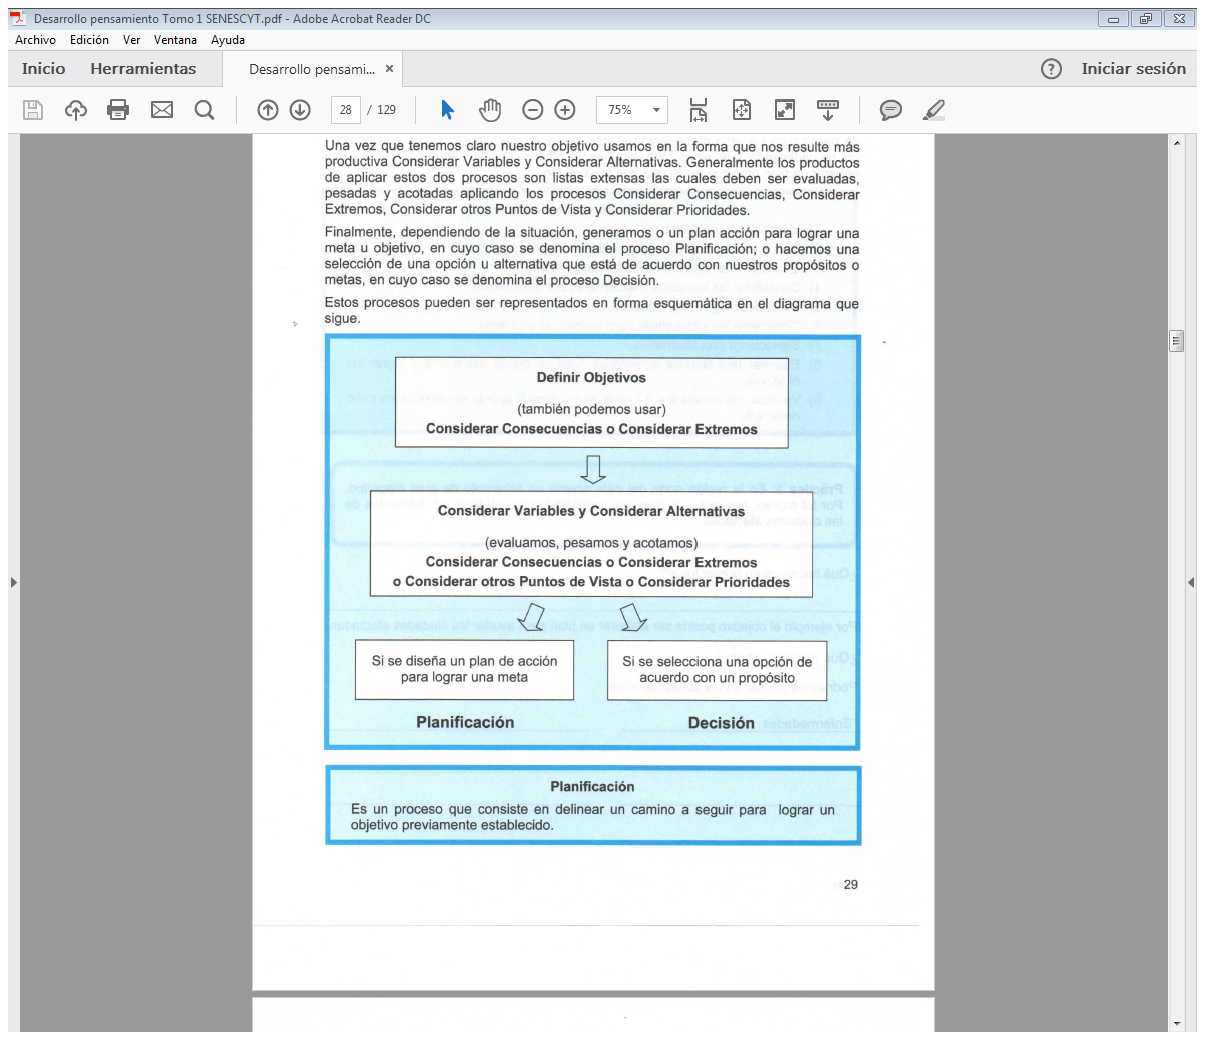 Desarrollo pensamiento Tomo 1 SENESCYT.pdf - Adobe Acrobat Reader DC
Archivo Edición Ver Ventana Ayuda
Inicio Herramientas Desarrollo pensami... × ? Iniciar sesión
28 / 129 75%
Una vez que tenemos claro nuestro objetivo usamos en la forma que nos resulte más
productiva Considerar Variables y Considerar Alternativas. Generalmente los productos
de aplicar estos dos procesos son listas extensas las cuales deben ser evaluadas,
pesadas y acotadas aplicando los procesos Considerar Consecuencias, Considerar
Extremos, Considerar otros Puntos de Vista y Considerar Prioridades.
Finalmente, dependiendo de la situación, generamos o un plan acción para lograr una
meta u objetivo, en cuyo caso se denomina el proceso Planificación; o hacemos una
selección de una opción u alternativa que está de acuerdo con nuestros propósitos o
metas, en cuyo caso se denomina el proceso Decisión.
Estos procesos pueden ser representados en forma esquemática en el diagrama que
sigue.
Definir Objetivos
(también podemos usar)
Considerar Consecuencias o Considerar Extremos
Considerar Variables y Considerar Alternativas
(evaluamos, pesamos y acotamos)
Considerar Consecuencias o Considerar Extremos
o Considerar otros Puntos de Vista o Considerar Prioridades
Si se diseña un plan de acción
para lograr una meta
Si se selecciona una opción de
acuerdo con un propósito
Planificación
Decisión
Planificación
Es un proceso que consiste en delinear un camino a seguir para lograr un
objetivo previamente establecido.
29